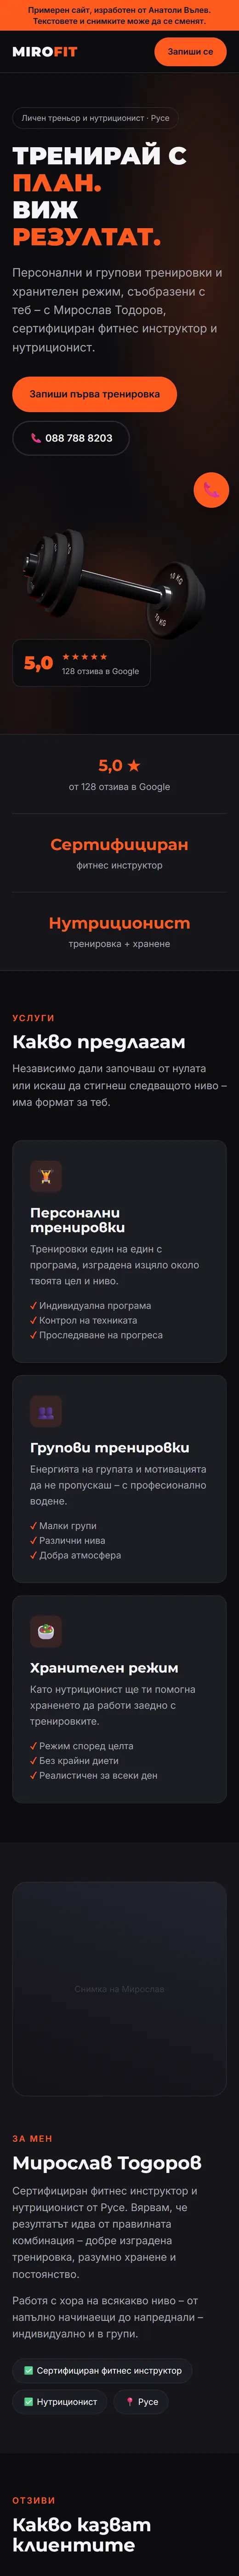 Примерен сайт, изработен от Анатоли Вълев.
Текстовете и снимките може да се сменят.
MIROFIT
Запиши се
Личен треньор и нутриционист · Русе
ТРЕНИРАЙ С
ПЛАН.
ВИЖ
РЕЗУЛТАТ.
Персонални и групови тренировки и
хранителен режим, съобразени с
теб – с Мирослав Тодоров,
сертифициран фитнес инструктор и
нутриционист.
Запиши първа тренировка
📞 088 788 8203
10 KG
10 KG
5,0 ★★★★★
128 отзива в Google
5,0 ★
от 128 отзива в Google
Сертифициран
фитнес инструктор
Нутриционист
тренировка + хранене
УСЛУГИ
Какво предлагам
Независимо дали започваш от нулата
или искаш да стигнеш следващото ниво –
има формат за теб.
Персонални
тренировки
Тренировки един на един с
програма, изградена изцяло около
твоята цел и ниво.
✓ Индивидуална програма
✓ Контрол на техниката
✓ Проследяване на прогреса
Групови тренировки
Енергията на групата и мотивацията
да не пропускаш – с професионално
водене.
✓ Малки групи
✓ Различни нива
✓ Добра атмосфера
Хранителен режим
Като нутриционист ще ти помогна
храненето да работи заедно с
тренировките.
✓ Режим според целта
✓ Без крайни диети
✓ Реалистичен за всеки ден
Снимка на Мирослав
ЗА МЕН
Мирослав Тодоров
Сертифициран фитнес инструктор и
нутриционист от Русе. Вярвам, че
резултатът идва от правилната
комбинация – добре изградена
тренировка, разумно хранене и
постоянство.
Работя с хора на всякакво ниво – от
напълно начинаещи до напреднали –
индивидуално и в групи.
✅ Сертифициран фитнес инструктор
✅ Нутриционист
📍 Русе
ОТЗИВИ
Какво казват
клиентите